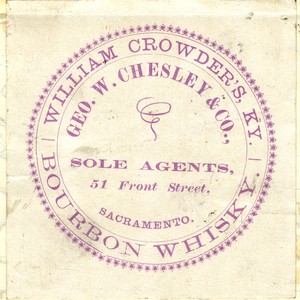 WILLIAM CROWDERS, KY.
GEO. W. CHESLEY & CO.,
SOLE AGENTS,
51 Front Street,
SACRAMENTO.
BOURBON WHISKY.